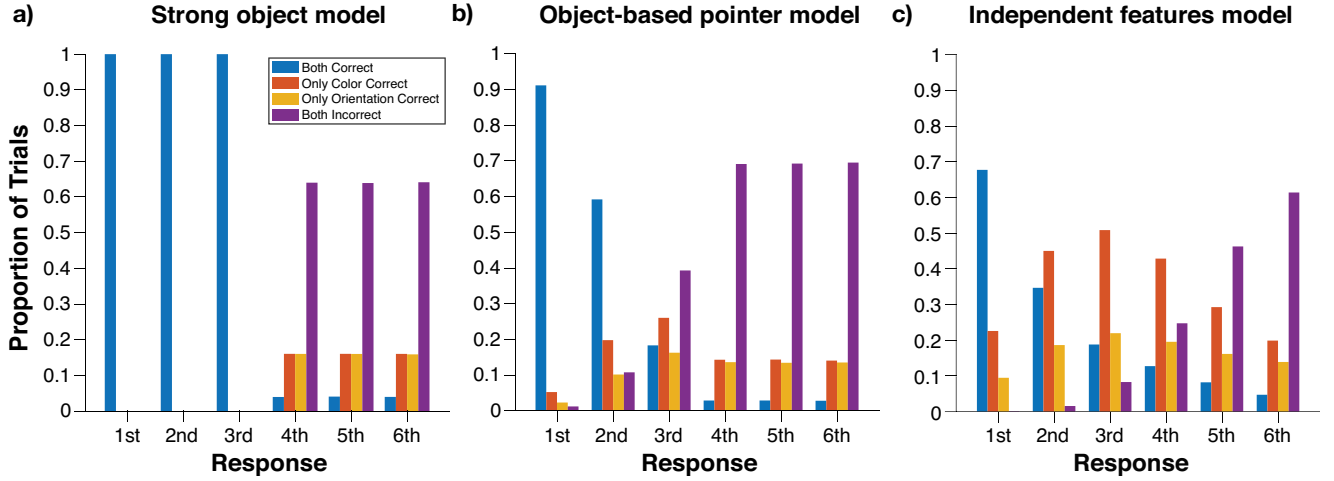 a) Strong object model
Proportion of Trials
1
0.9
0.8
0.7
0.6
0.5
0.4
0.3
0.2
0.1
0
Both Correct
Only Color Correct
Only Orientation Correct
Both Incorrect
1st 2nd 3rd 4th 5th 6th
Response
b) Object-based pointer model
1
0.9
0.8
0.7
0.6
0.5
0.4
0.3
0.2
0.1
0
1st 2nd 3rd 4th 5th 6th
Response
c) Independent features model
1
0.9
0.8
0.7
0.6
0.5
0.4
0.3
0.2
0.1
0
1st 2nd 3rd 4th 5th 6th
Response